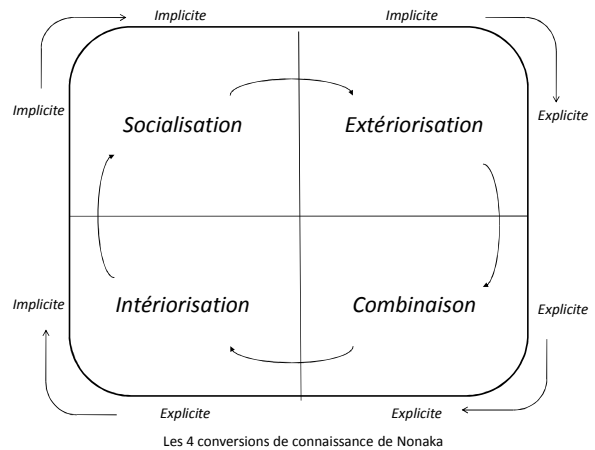 Implicite
Implicite
Implicite
Explicite
Socialisation
Extériorisation
Implicite
Explicite
Intériorisation
Combinaison
Explicite
Explicite
Les 4 conversions de connaissance de Nonaka